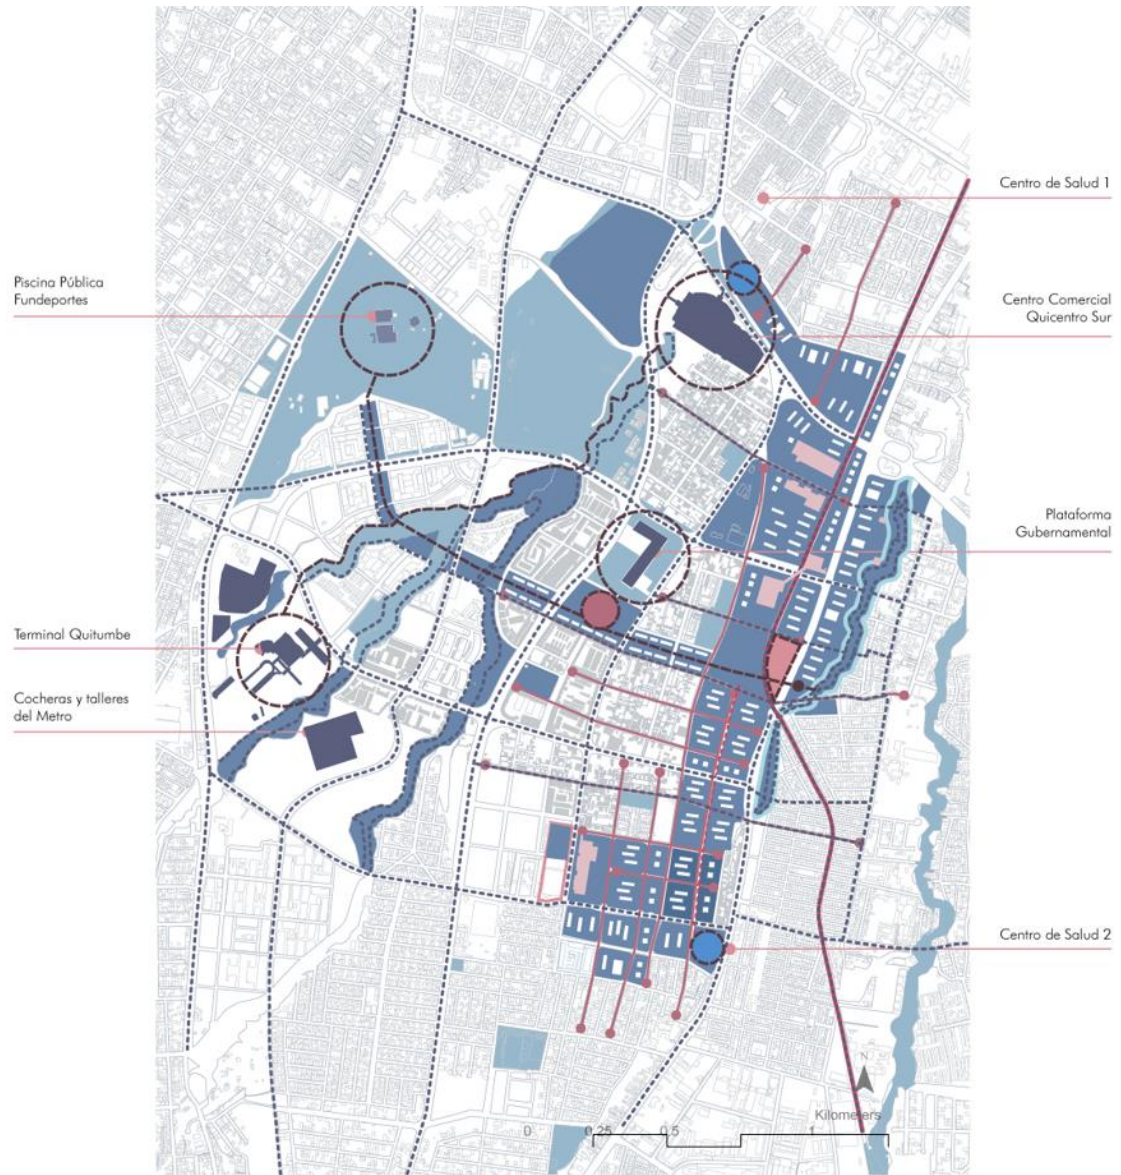 Centro de Salud 1
Piscina Pública
Fundeportes
Centro Comercial
Quicentro Sur
Plataforma
Gubernamental
Terminal Quitumbe
Cocheras y talleres
del Metro
Centro de Salud 2
N
Kilometers
0 0,25 0,5 1